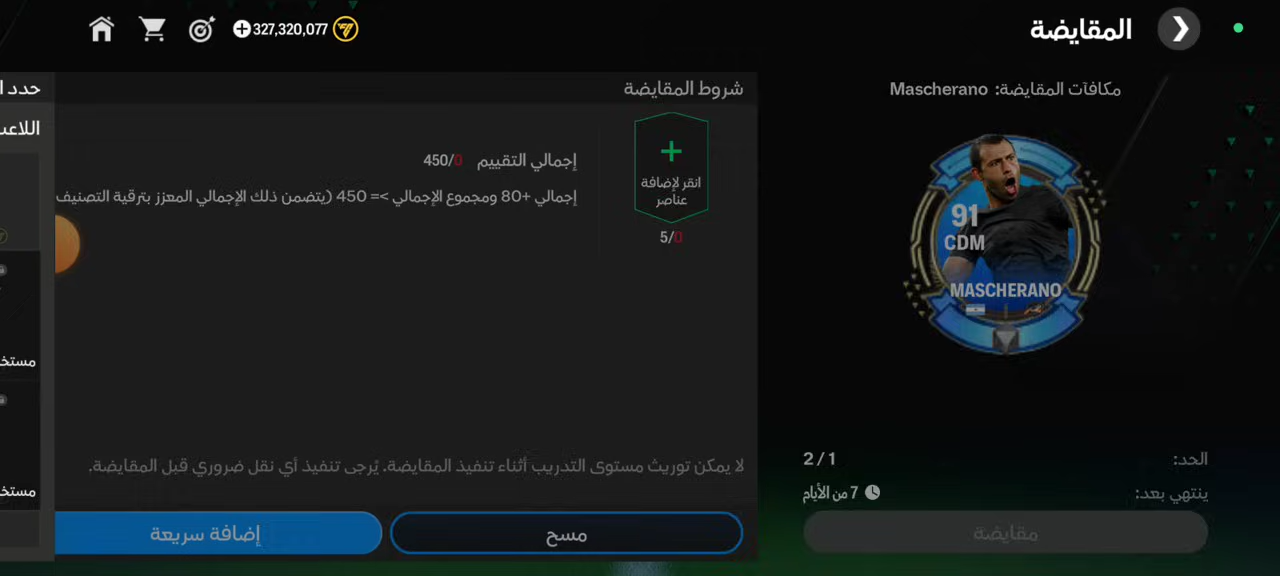 المقايضة
327,320,077
مكافآت المقايضة: Mascherano
91
CDM
MASCHERANO
الحد: 2/1
ينتهي بعد: 7 من الأيام
مقايضة
شروط المقايضة
انقر لإضافة
عناصر
5/0
إجمالي التقييم 450/0
إجمالي +80 ومجموع الإجمالي >= 450 (يتضمن ذلك الإجمالي المعزز بترقية التصنيف
لا يمكن توريث مستوى التدريب أثناء تنفيذ المقايضة. يُرجى تنفيذ أي نقل ضروري قبل المقايضة.
مسح
إضافة سريعة
حدد